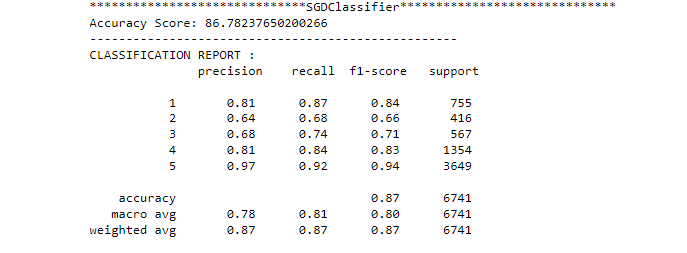 ******************************SGDClassifier******************************
Accuracy Score: 86.78237650200266
---------------------------------------------------
CLASSIFICATION REPORT :
precision recall f1-score support
1 0.81 0.87 0.84 755
2 0.64 0.68 0.66 416
3 0.68 0.74 0.71 567
4 0.81 0.84 0.83 1354
5 0.97 0.92 0.94 3649
accuracy 0.87 6741
macro avg 0.78 0.81 0.80 6741
weighted avg 0.87 0.87 0.87 6741